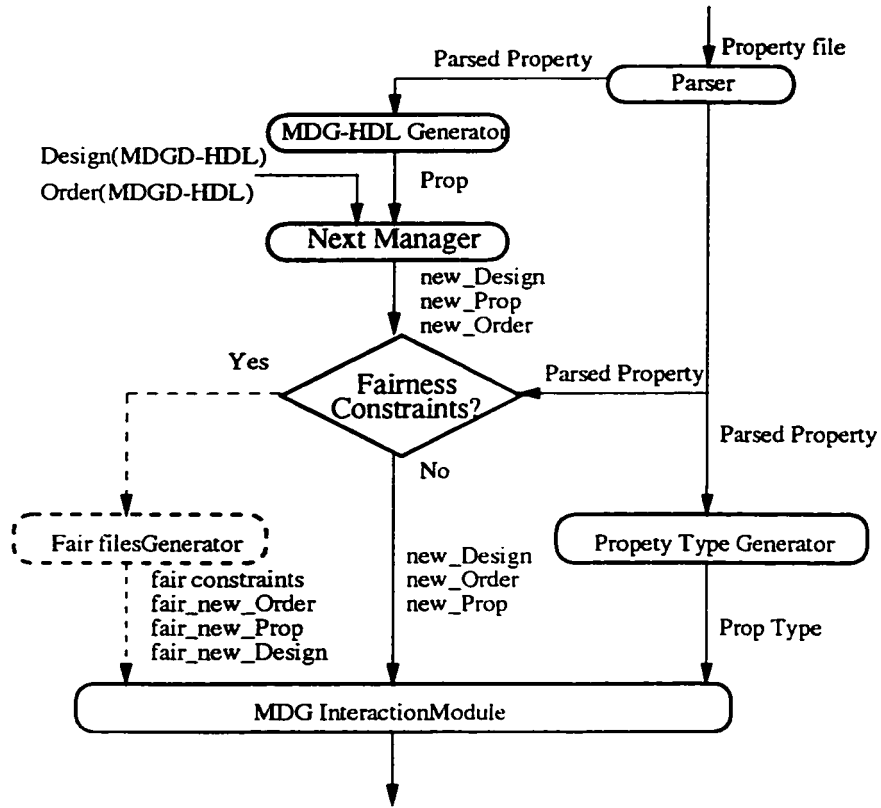 Property file
Parsed Property
Parser
MDG-HDL Generator
Design(MDGD-HDL)
Order(MDGD-HDL)
Prop
Next Manager
new_Design
new_Prop
new_Order
Yes
Fairness
Constraints?
Parsed Property
Parsed Property
No
Fair filesGenerator
Propety Type Generator
new_Design
new_Order
new_Prop
fair constraints
fair_new_Order
fair_new_Prop
fair_new_Design
Prop Type
MDG InteractionModule